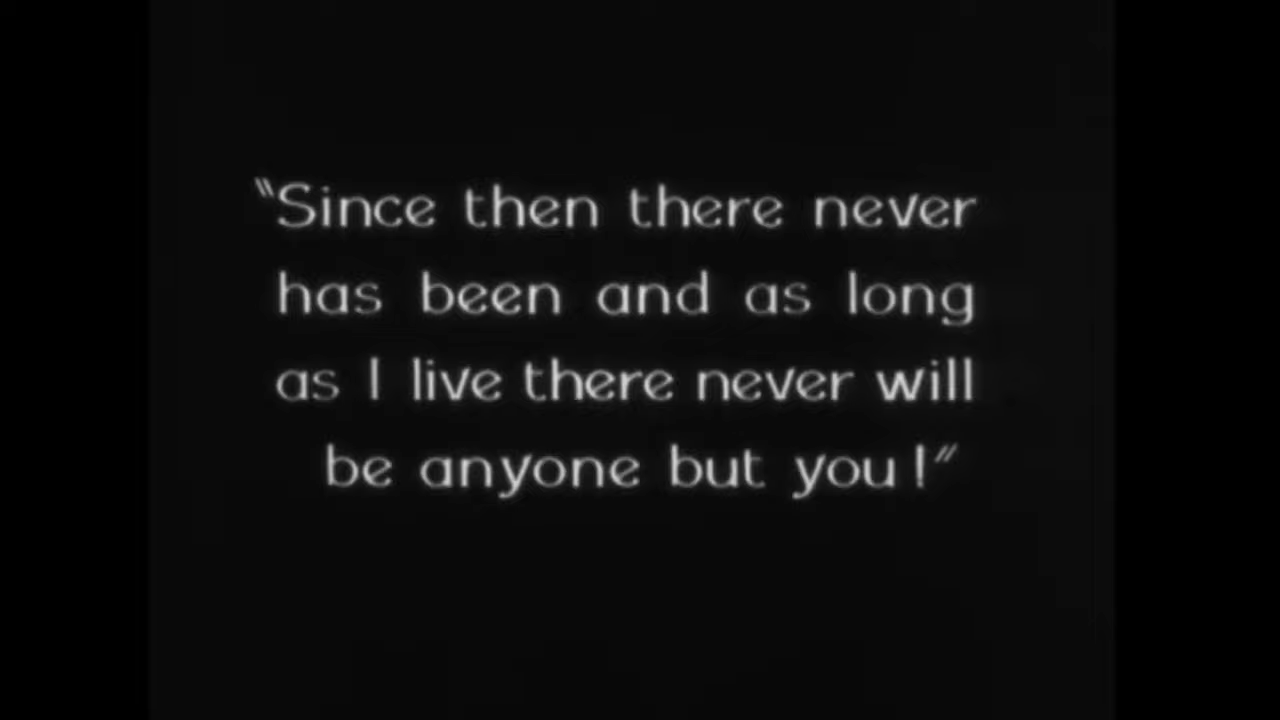 "Since then there never
has been and as long
as I live there never will
be anyone but you!"